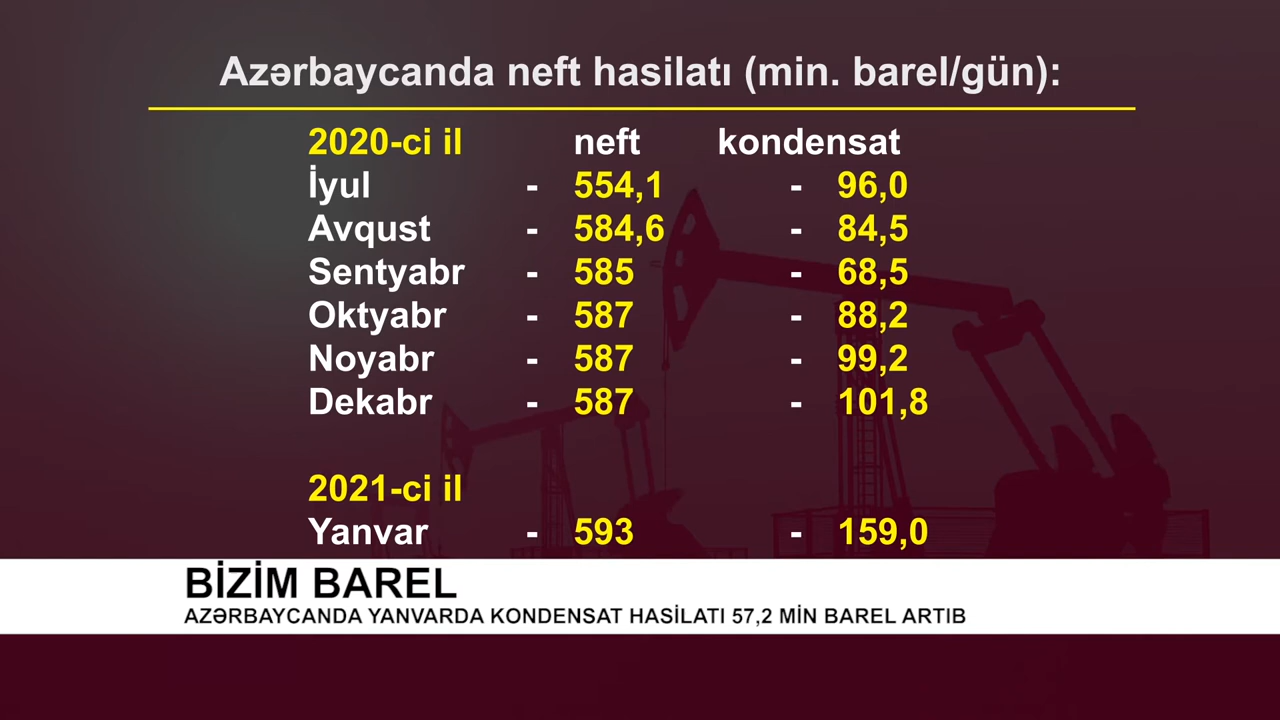 Azərbaycanda neft hasilatı (min. barel/gün):
2020-ci il neft kondensat
İyul - 554,1 - 96,0
Avqust - 584,6 - 84,5
Sentyabr - 585 - 68,5
Oktyabr - 587 - 88,2
Noyabr - 587 - 99,2
Dekabr - 587 - 101,8
2021-ci il
Yanvar - 593 - 159,0
BİZİM BAREL
AZƏRBAYCANDA YANVARDA KONDENSAT HASİLATI 57,2 MİN BAREL ARTIB